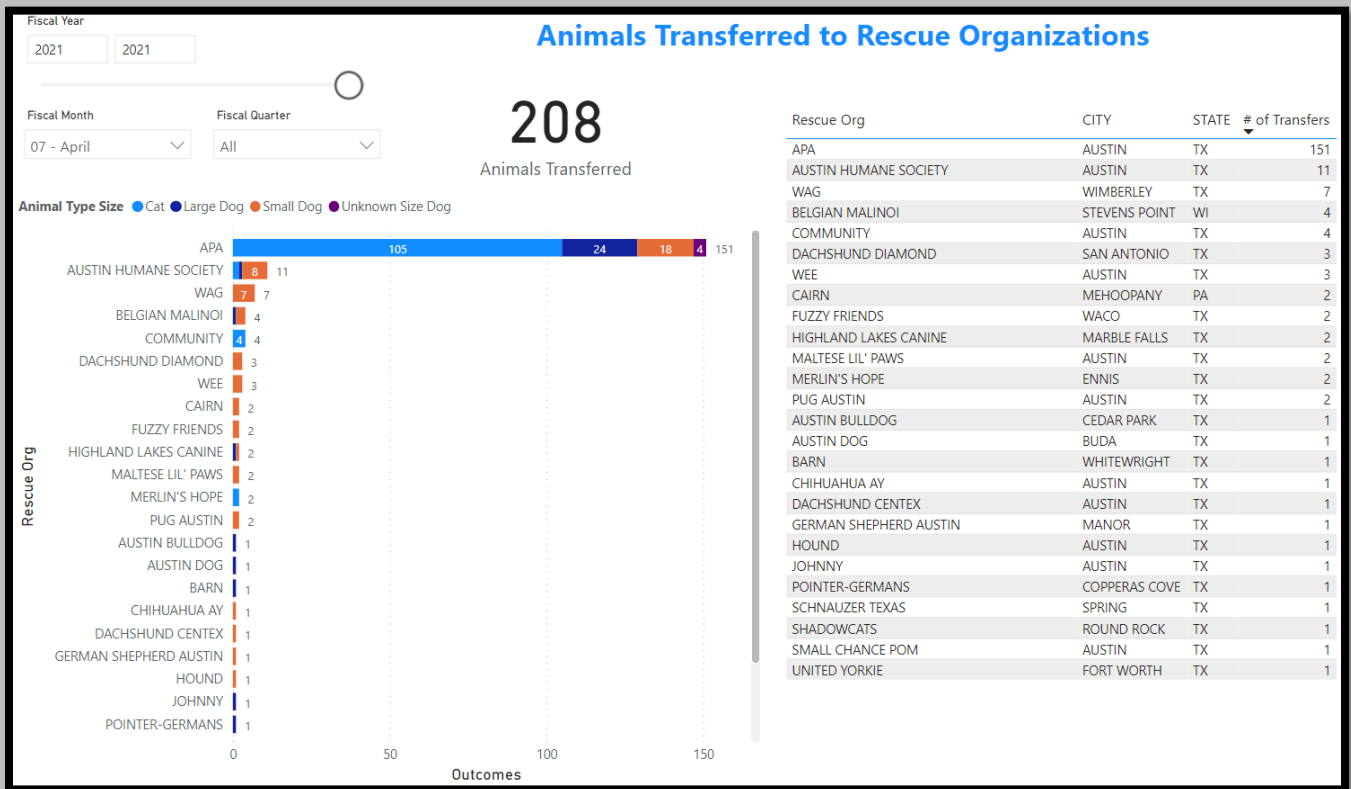 Fiscal Year
2021 2021
Animals Transferred to Rescue Organizations
Fiscal Month Fiscal Quarter
07 - April All
208
Animals Transferred
Animal Type Size Cat Large Dog Small Dog Unknown Size Dog
Rescue Org
APA 105 24 18 4 151
AUSTIN HUMANE SOCIETY 8 11
WAG 7 7
BELGIAN MALINOI 4
COMMUNITY 4 4
DACHSHUND DIAMOND 3
WEE 3
CAIRN 2
FUZZY FRIENDS 2
HIGHLAND LAKES CANINE 2
MALTESE LIL' PAWS 2
MERLIN'S HOPE 2
PUG AUSTIN 2
AUSTIN BULLDOG 1
AUSTIN DOG 1
BARN 1
CHIHUAHUA AY 1
DACHSHUND CENTEX 1
GERMAN SHEPHERD AUSTIN 1
HOUND 1
JOHNNY 1
POINTER-GERMANS 1
0 50 100 150
Outcomes
Rescue Org CITY STATE # of Transfers
APA AUSTIN TX 151
AUSTIN HUMANE SOCIETY AUSTIN TX 11
WAG WIMBERLEY TX 7
BELGIAN MALINOI STEVENS POINT WI 4
COMMUNITY AUSTIN TX 4
DACHSHUND DIAMOND SAN ANTONIO TX 3
WEE AUSTIN TX 3
CAIRN MEHOOPANY PA 2
FUZZY FRIENDS WACO TX 2
HIGHLAND LAKES CANINE MARBLE FALLS TX 2
MALTESE LIL' PAWS AUSTIN TX 2
MERLIN'S HOPE ENNIS TX 2
PUG AUSTIN AUSTIN TX 2
AUSTIN BULLDOG CEDAR PARK TX 1
AUSTIN DOG BUDA TX 1
BARN WHITEWRIGHT TX 1
CHIHUAHUA AY AUSTIN TX 1
DACHSHUND CENTEX AUSTIN TX 1
GERMAN SHEPHERD AUSTIN MANOR TX 1
HOUND AUSTIN TX 1
JOHNNY AUSTIN TX 1
POINTER-GERMANS COPPERAS COVE TX 1
SCHNAUZER TEXAS SPRING TX 1
SHADOWCATS ROUND ROCK TX 1
SMALL CHANCE POM AUSTIN TX 1
UNITED YORKIE FORT WORTH TX 1